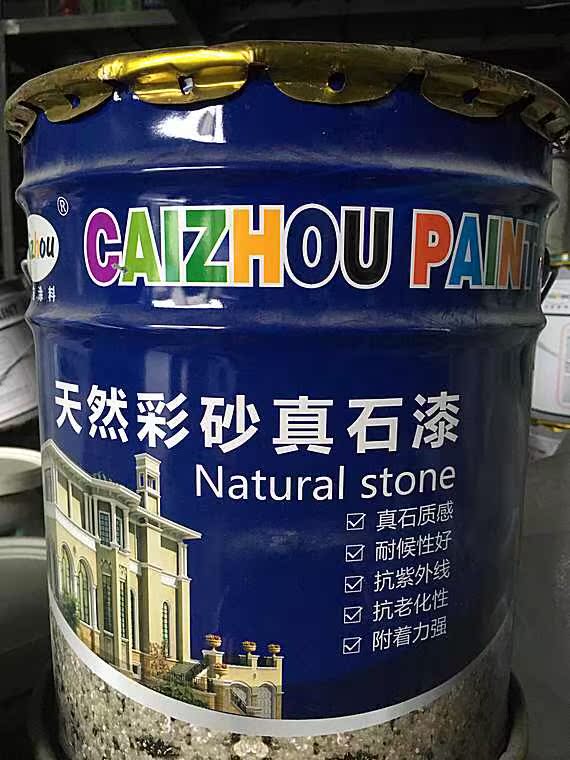 ®
CAIZHOU PAINT
天然彩砂真石漆
Natural stone
☑ 真石质感
☑ 耐候性好
☑ 抗紫外线
☑ 抗老化性
☑ 附着力强